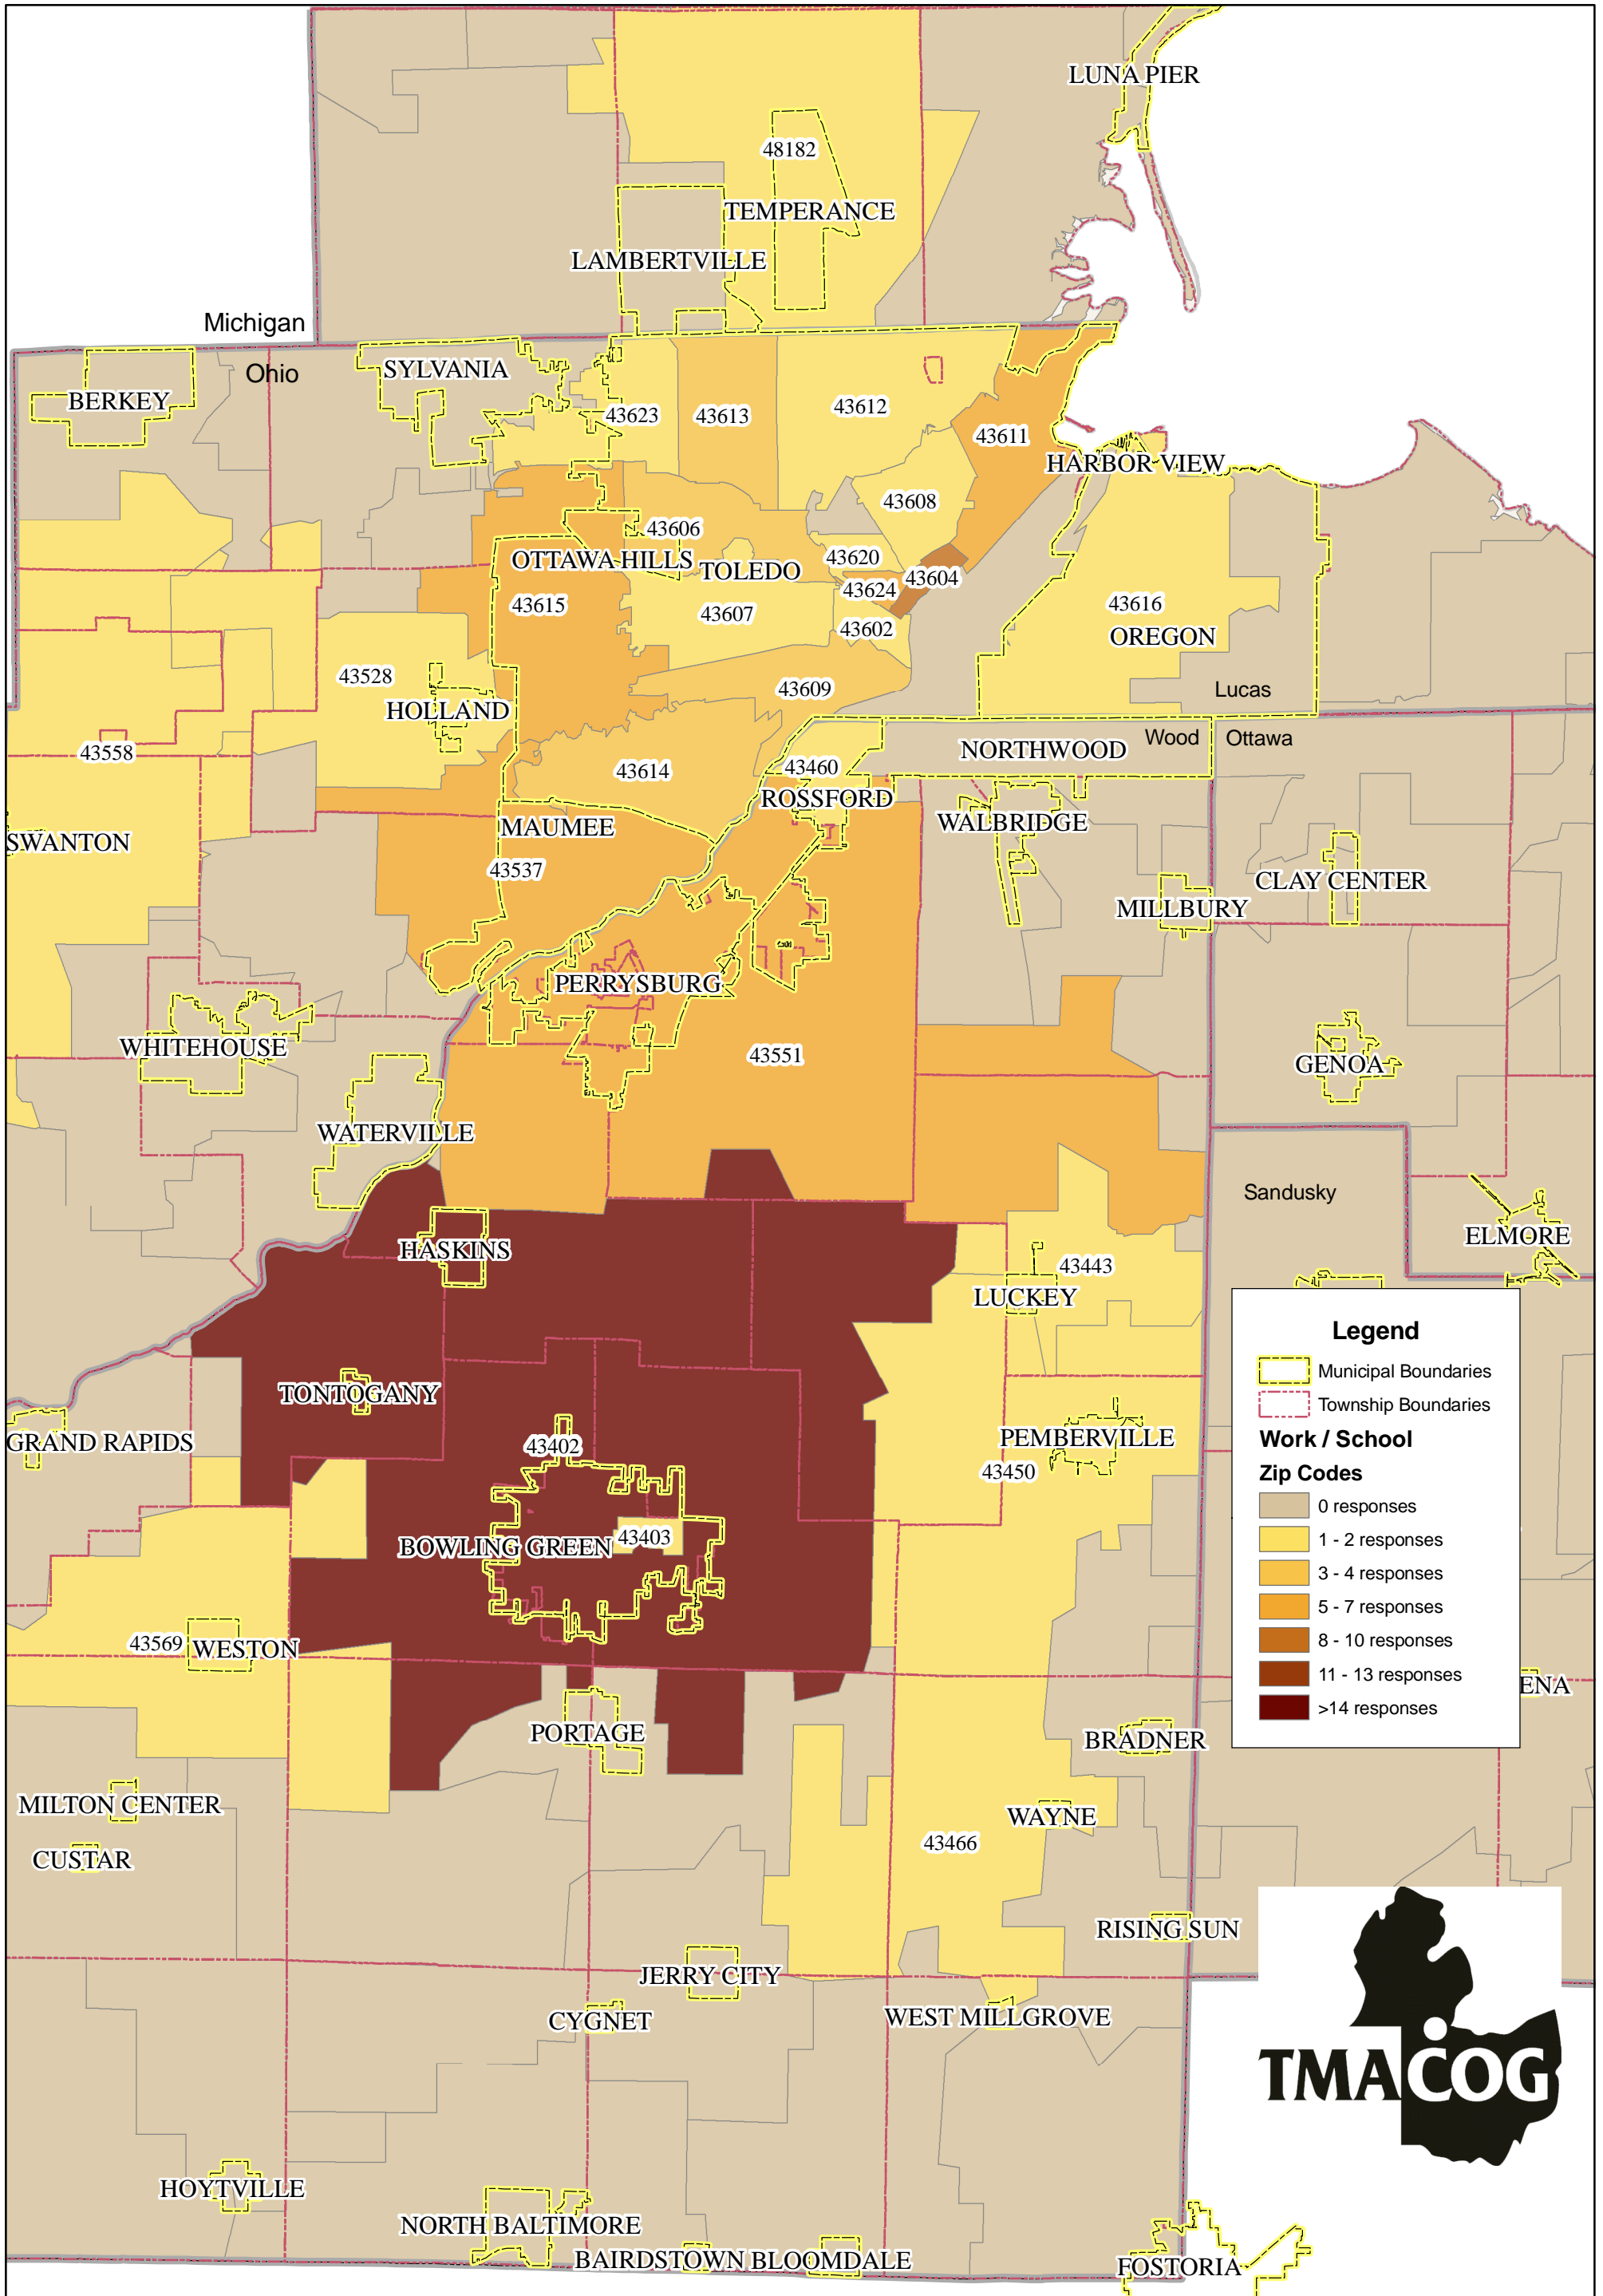 LUNA PIER
48182
TEMPERANCE
LAMBERTVILLE
Michigan
Ohio
SYLVANIA
BERKEY
43623
43613
43612
43611
HARBOR VIEW
43608
43606
OTTAWA HILLS
TOLEDO
43620
43604
43624
43615
43607
43602
43616
OREGON
43528
HOLLAND
43609
Lucas
43558
43614
43460
NORTHWOOD
Wood
Ottawa
ROSSFORD
MAUMEE
WALBRIDGE
SWANTON
43537
CLAY CENTER
MILLBURY
PERRYSBURG
WHITEHOUSE
43551
GENOA
WATERVILLE
Sandusky
ELMORE
HASKINS
43443
LUCKEY
TONTOGANY
GRAND RAPIDS
43402
PEMBERVILLE
43450
BOWLING GREEN
43403
43569
WESTON
PORTAGE
BRADNER
ENA
MILTON CENTER
WAYNE
CUSTAR
43466
RISING SUN
JERRY CITY
CYGNET
WEST MILLGROVE
HOYTVILLE
NORTH BALTIMORE
BAIRDSTOWN
BLOOMDALE
FOSTORIA
Legend
Municipal Boundaries
Township Boundaries
Work / School
Zip Codes
0 responses
1 - 2 responses
3 - 4 responses
5 - 7 responses
8 - 10 responses
11 - 13 responses
>14 responses
TMACOG